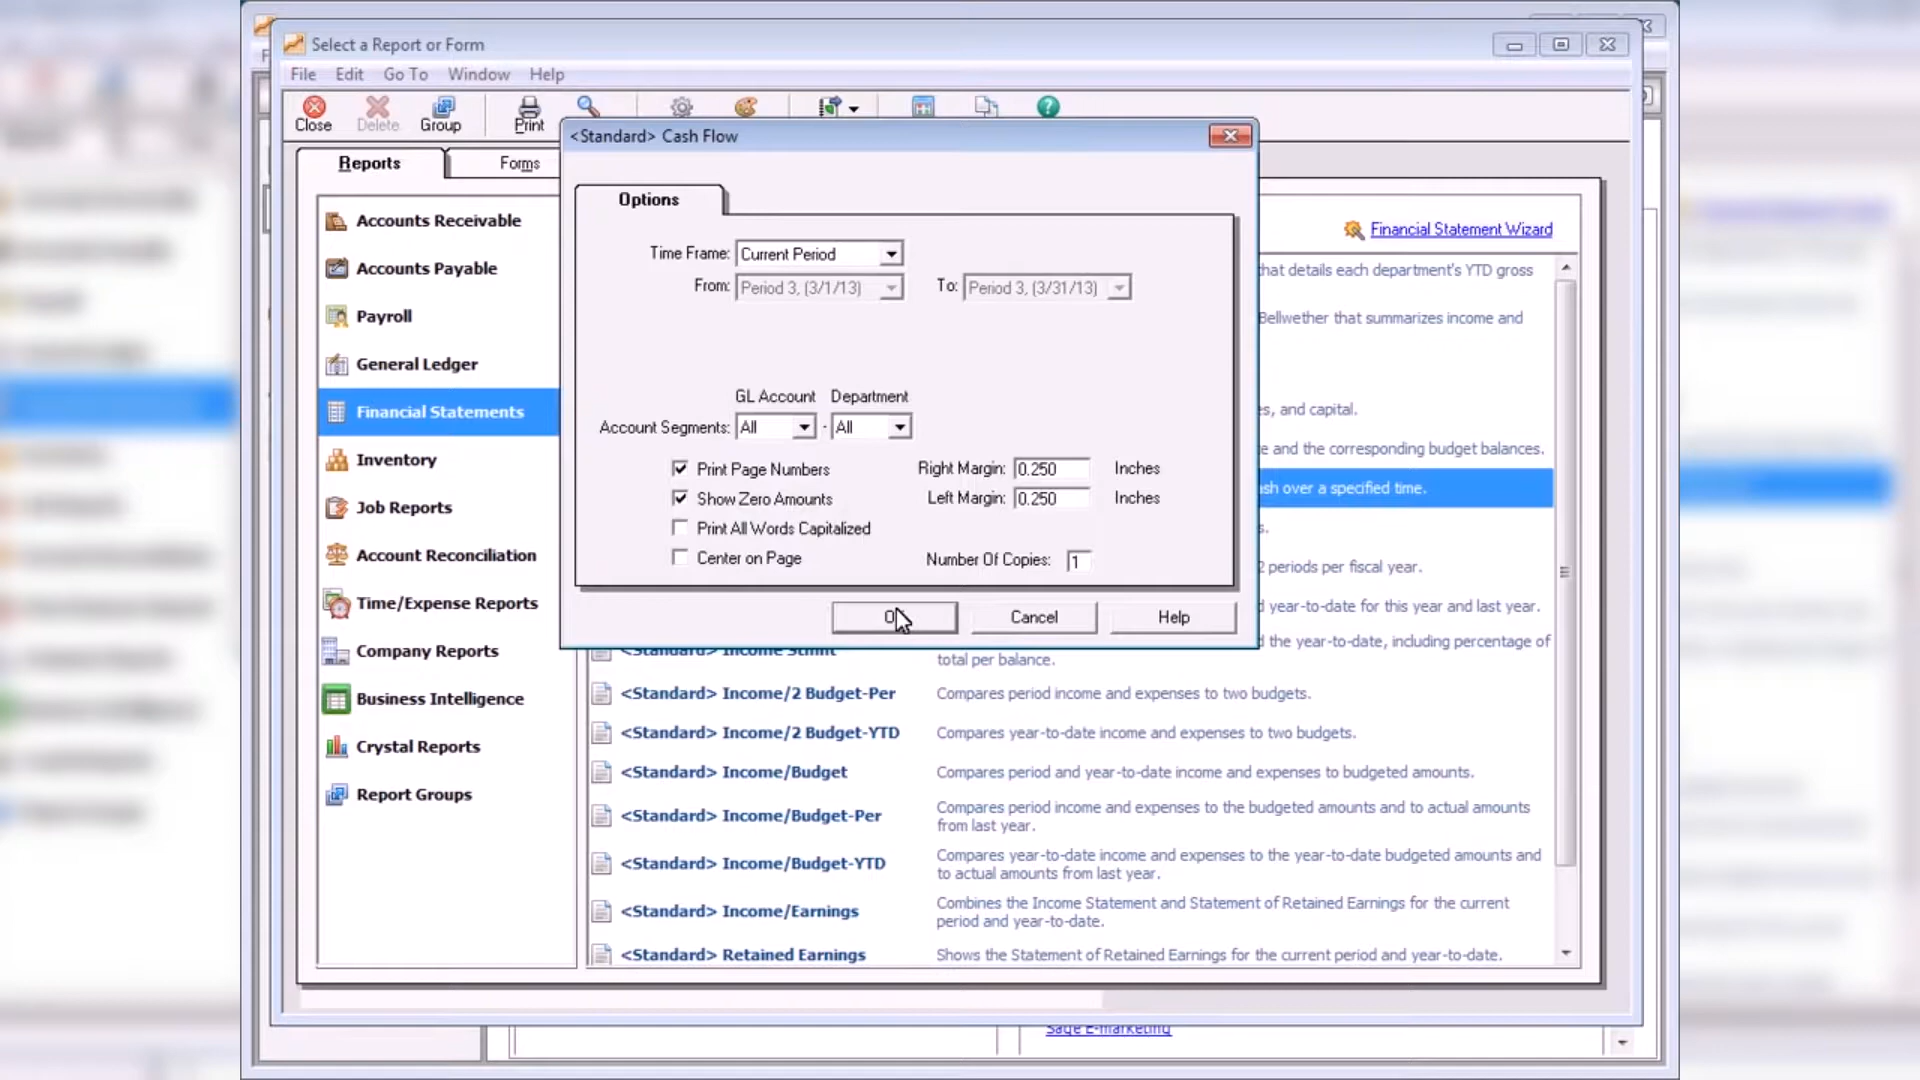 Select a Report or Form
File Edit Go To Window Help
Close Delete Group Print
<Standard> Cash Flow
Reports Forms
Options
Accounts Receivable
Accounts Payable
Payroll
General Ledger
Financial Statements
Inventory
Job Reports
Account Reconciliation
Time/Expense Reports
Company Reports
Business Intelligence
Crystal Reports
Report Groups
Time Frame: Current Period
From: Period 3, (3/1/13) To: Period 3, (3/31/13)
GL Account Department
Account Segments: All - All
Print Page Numbers Right Margin: 0.250 Inches
Show Zero Amounts Left Margin: 0.250 Inches
Print All Words Capitalized
Center on Page Number Of Copies: 1
Cancel Help
Financial Statement Wizard
that details each department's YTD gross
Bellwether that summarizes income and
, and capital.
and the corresponding budget balances.
over a specified time.
periods per fiscal year.
year-to-date for this year and last year.
the year-to-date, including percentage of
<Standard> Income Stmnt total per balance.
<Standard> Income/2 Budget-Per Compares period income and expenses to two budgets.
<Standard> Income/2 Budget-YTD Compares year-to-date income and expenses to two budgets.
<Standard> Income/Budget Compares period and year-to-date income and expenses to budgeted amounts.
<Standard> Income/Budget-Per Compares period income and expenses to the budgeted amounts and to actual amounts
from last year.
<Standard> Income/Budget-YTD Compares year-to-date income and expenses to the year-to-date budgeted amounts and
to actual amounts from last year.
<Standard> Income/Earnings Combines the Income Statement and Statement of Retained Earnings for the current
period and year-to-date.
<Standard> Retained Earnings Shows the Statement of Retained Earnings for the current period and year-to-date.
Sage E-marketing